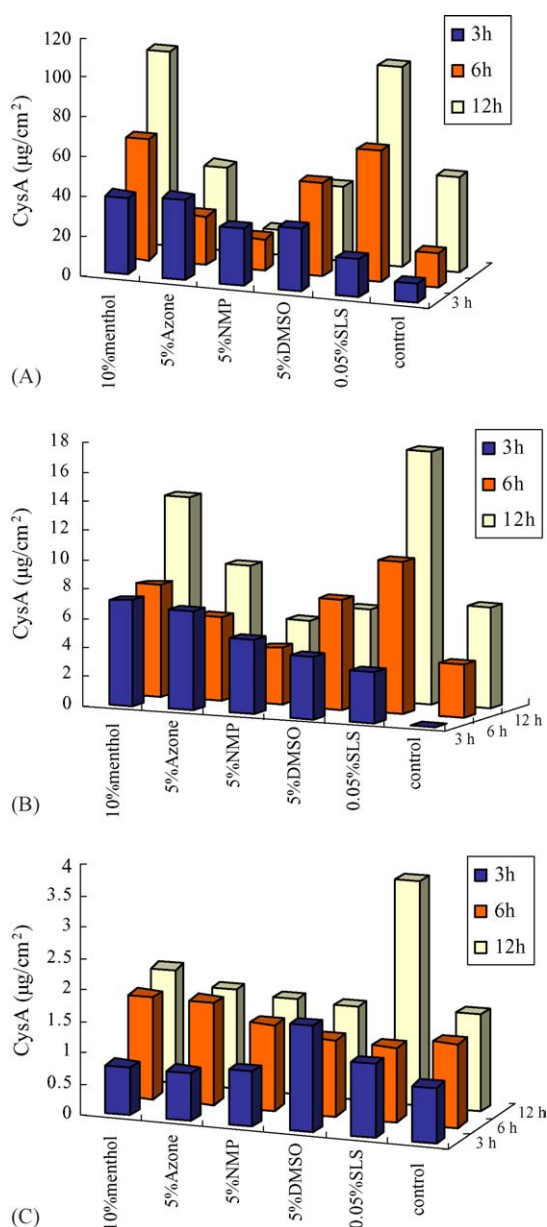 120
100
80
60
40
20
0
CysA (μg/cm²)
3h
6h
12h
10%menthol
5%Azone
5%NMP
5%DMSO
0.05%SLS
control
3 h
(A)
18
16
14
12
10
8
6
4
2
0
CysA (μg/cm²)
3h
6h
12h
10%menthol
5%Azone
5%NMP
5%DMSO
0.05%SLS
control
3 h
6 h
12 h
(B)
4
3.5
3
2.5
2
1.5
1
0.5
0
CysA (μg/cm²)
3h
6h
12h
10%menthol
5%Azone
5%NMP
5%DMSO
0.05%SLS
control
3 h
6 h
12 h
(C)